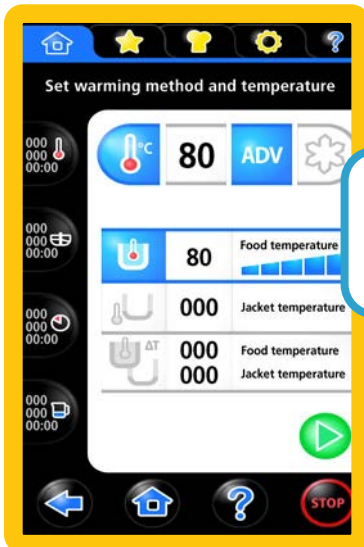 ?
Set warming method and temperature
000
000
00:00
°C
80
ADV
000
000
00:00
80
Food temperature
000
Jacket temperature
000
000
00:00
ΔT
000
Food temperature
000
Jacket temperature
000
000
00:00
?
STOP